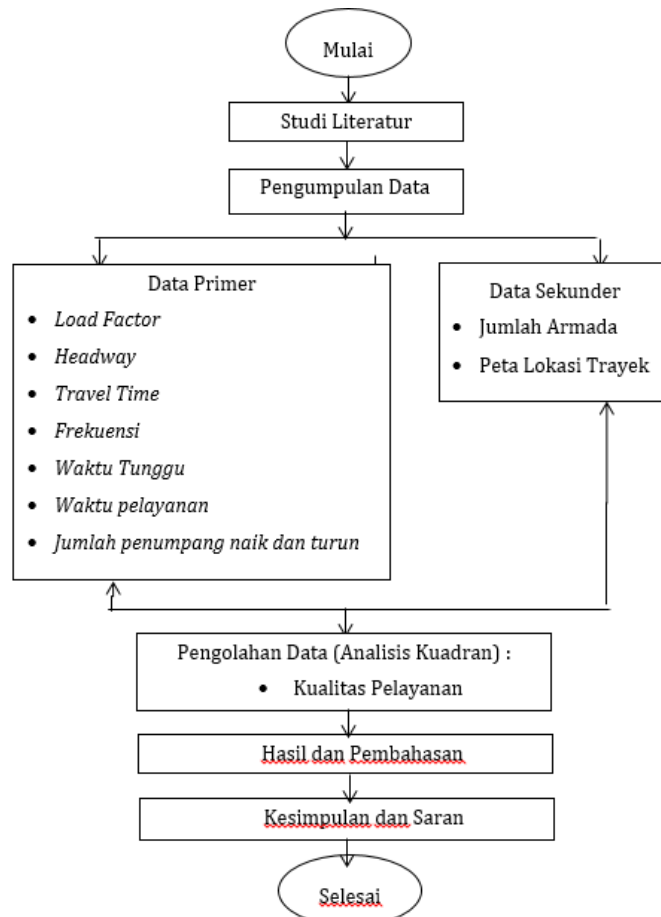 Mulai
Studi Literatur
Pengumpulan Data
Data Primer
• Load Factor
• Headway
• Travel Time
• Frekuensi
• Waktu Tunggu
• Waktu pelayanan
• Jumlah penumpang naik dan turun
Data Sekunder
• Jumlah Armada
• Peta Lokasi Trayek
Pengolahan Data (Analisis Kuadran) :
• Kualitas Pelayanan
Hasil dan Pembahasan
Kesimpulan dan Saran
Selesai